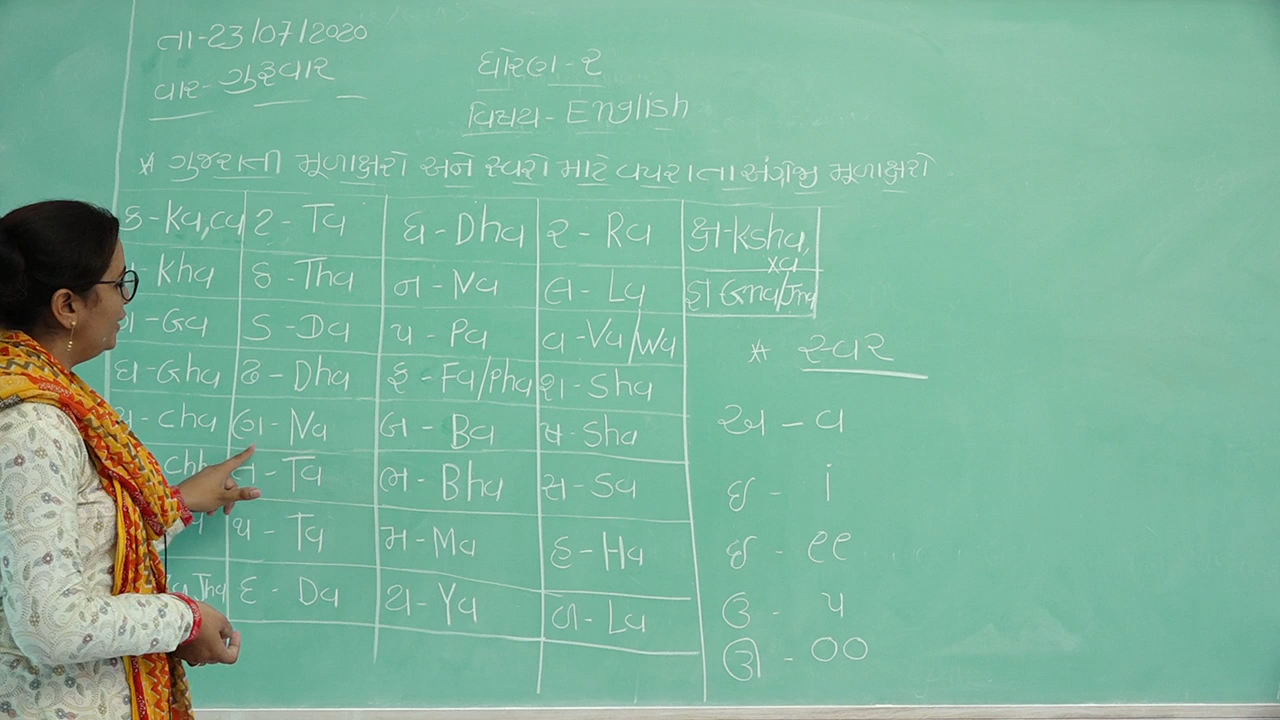 તા-23/07/2020
વાર-ગુરૂવાર
ધોરણ-૨
વિષય-English
* ગુજરાતી મૂળાક્ષરો અને સ્વરો માટે વપરાતા અંગ્રેજી મૂળાક્ષરો
ક-Ka,ca ટ-Ta ધ-Dha ર-Ra ક્ષ-Ksha, xa
Kha ઠ-Tha ન-Na લ-La જ્ઞ Gna/Jna
ગ-Ga ડ-Da પ-Pa વ-Va/Wa
ઘ-Gha ઢ-Dha ફ-Fa/Pha શ-Sha
cha ણ-Na બ-Ba ષ-Sha
chh ત-Ta ભ-Bha સ-Sa
થ-Ta મ-Ma હ-Ha
Jha દ-Da ય-Ya ળ-La
* સ્વર
અ-a
ઇ-i
ઈ-ee
ઉ-u
ઊ-oo